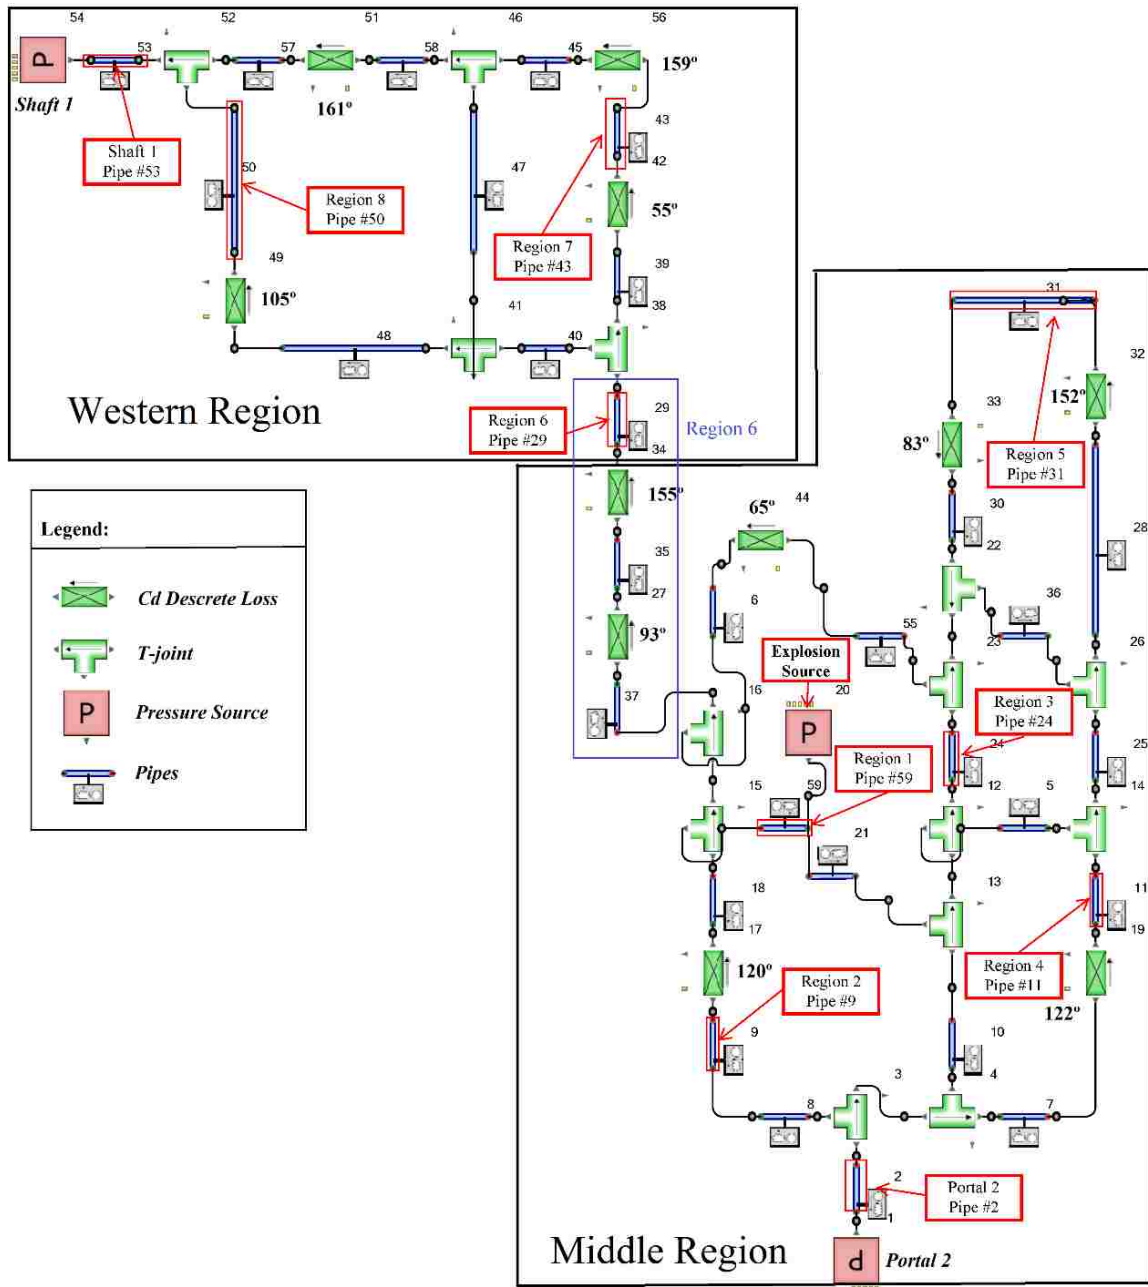 54
52
51
46
56
53
57
58
45
P
Shaft 1
161º
159º
Shaft 1
Pipe #53
43
42
50
47
Region 8
Pipe #50
Region 7
Pipe #43
55º
49
39
38
105º
41
48
40
31
32
Western Region
Region 6
Pipe #29
29
34
Region 6
33
152º
83º
Region 5
Pipe #31
155º
65º
44
30
22
28
Legend:
Cd Descrete Loss
T-joint
P
Pressure Source
Pipes
35
27
6
36
93º
55
23
26
Explosion
Source
37
16
20
P
Region 3
Pipe #24
Region 1
Pipe #59
24
25
15
59
12
5
14
21
18
17
13
11
19
120º
Region 2
Pipe #9
Region 4
Pipe #11
122º
9
10
3
4
8
7
2
1
Portal 2
Pipe #2
Middle Region
P
Portal 2